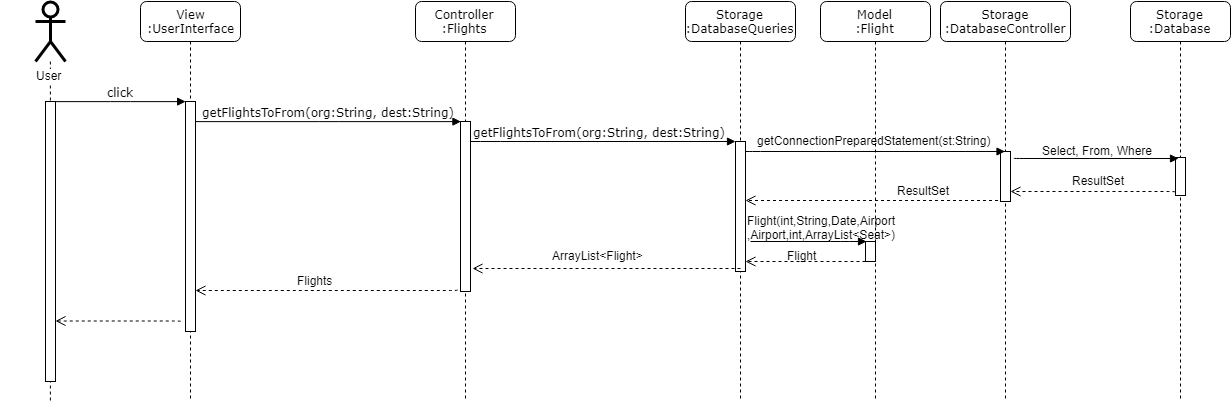 View
:UserInterface
Controller
:Flights
Storage
:DatabaseQueries
Model
:Flight
Storage
:DatabaseController
Storage
:Database
User
click
getFlightsToFrom(org:String, dest:String)
getFlightsToFrom(org:String, dest:String)
getConnectionPreparedStatement(st:String)
Select, From, Where
ResultSet
ResultSet
Flight(int,String,Date,Airport
,Airport,int,ArrayList<Seat>)
Flight
ArrayList<Flight>
Flights